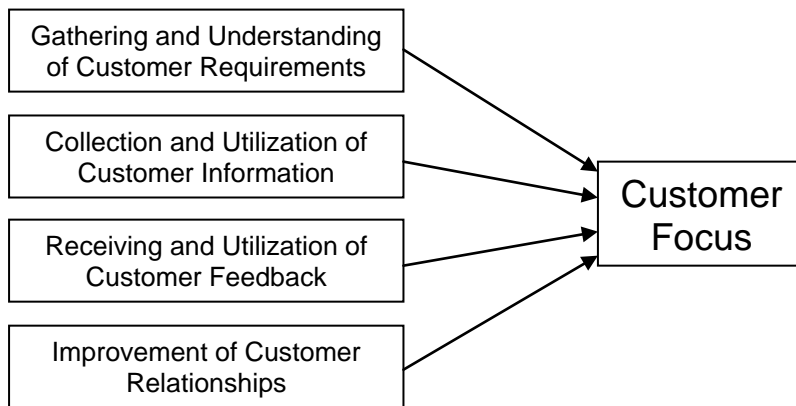 Gathering and Understanding
of Customer Requirements
Collection and Utilization of
Customer Information
Receiving and Utilization of
Customer Feedback
Improvement of Customer
Relationships
Customer
Focus